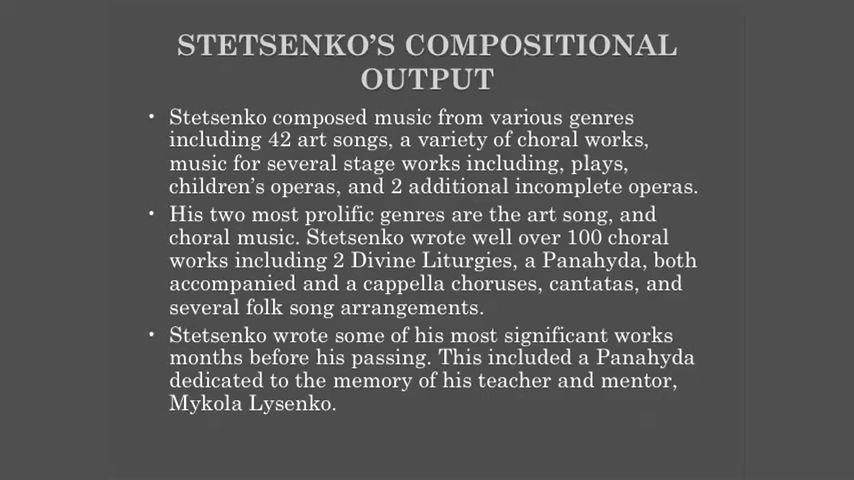 STETSENKO’S COMPOSITIONAL
OUTPUT
• Stetsenko composed music from various genres
including 42 art songs, a variety of choral works,
music for several stage works including, plays,
children’s operas, and 2 additional incomplete operas.
• His two most prolific genres are the art song, and
choral music. Stetsenko wrote well over 100 choral
works including 2 Divine Liturgies, a Panahyda, both
accompanied and a cappella choruses, cantatas, and
several folk song arrangements.
• Stetsenko wrote some of his most significant works
months before his passing. This included a Panahyda
dedicated to the memory of his teacher and mentor,
Mykola Lysenko.